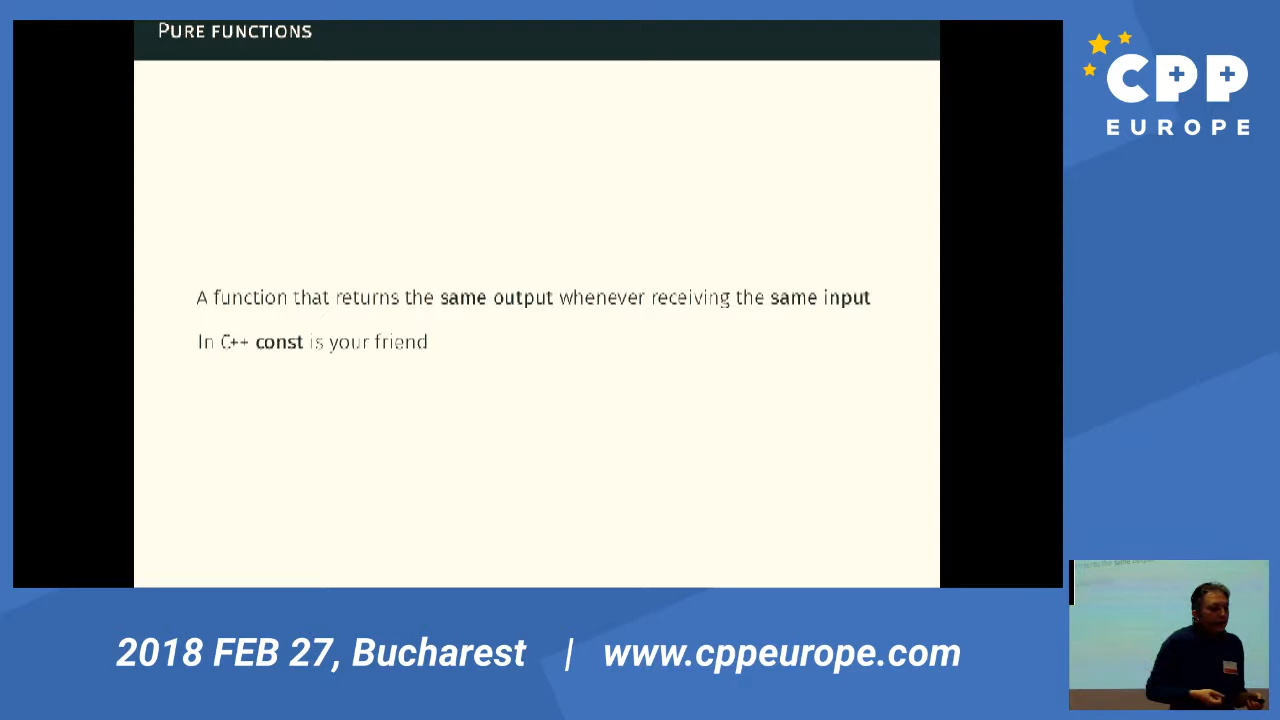 PURE FUNCTIONS
A function that returns the same output whenever receiving the same input
In C++ const is your friend
CPP
EUROPE
2018 FEB 27, Bucharest | www.cppeurope.com